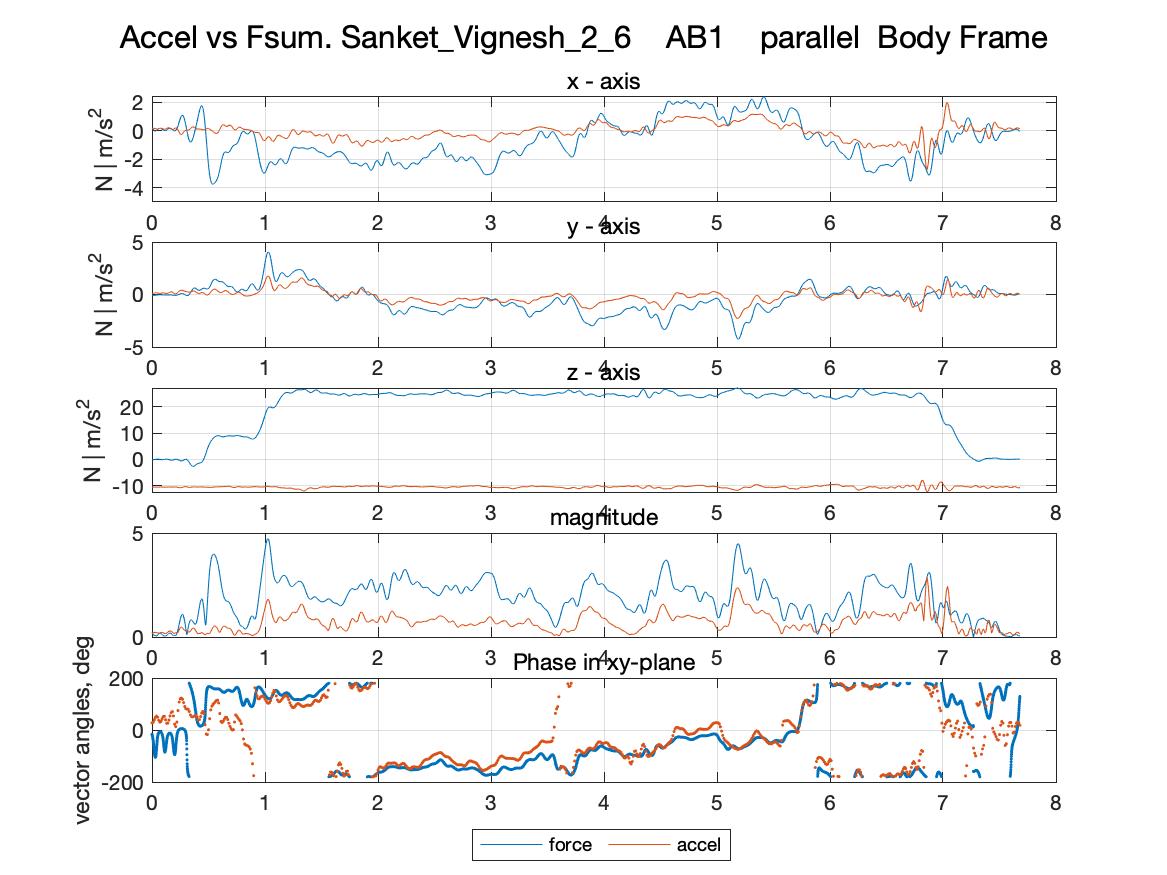 Accel vs Fsum. Sanket_Vignesh_2_6 AB1 parallel Body Frame
x - axis
N | m/s2
2
0
-2
-4
0 1 2 3 4 5 6 7 8
y - axis
N | m/s2
5
0
-5
0 1 2 3 4 5 6 7 8
z - axis
N | m/s2
20
10
0
-10
0 1 2 3 4 5 6 7 8
magnitude
5
0
0 1 2 3 4 5 6 7 8
Phase in xy-plane
vector angles, deg
200
0
-200
0 1 2 3 4 5 6 7 8
force accel